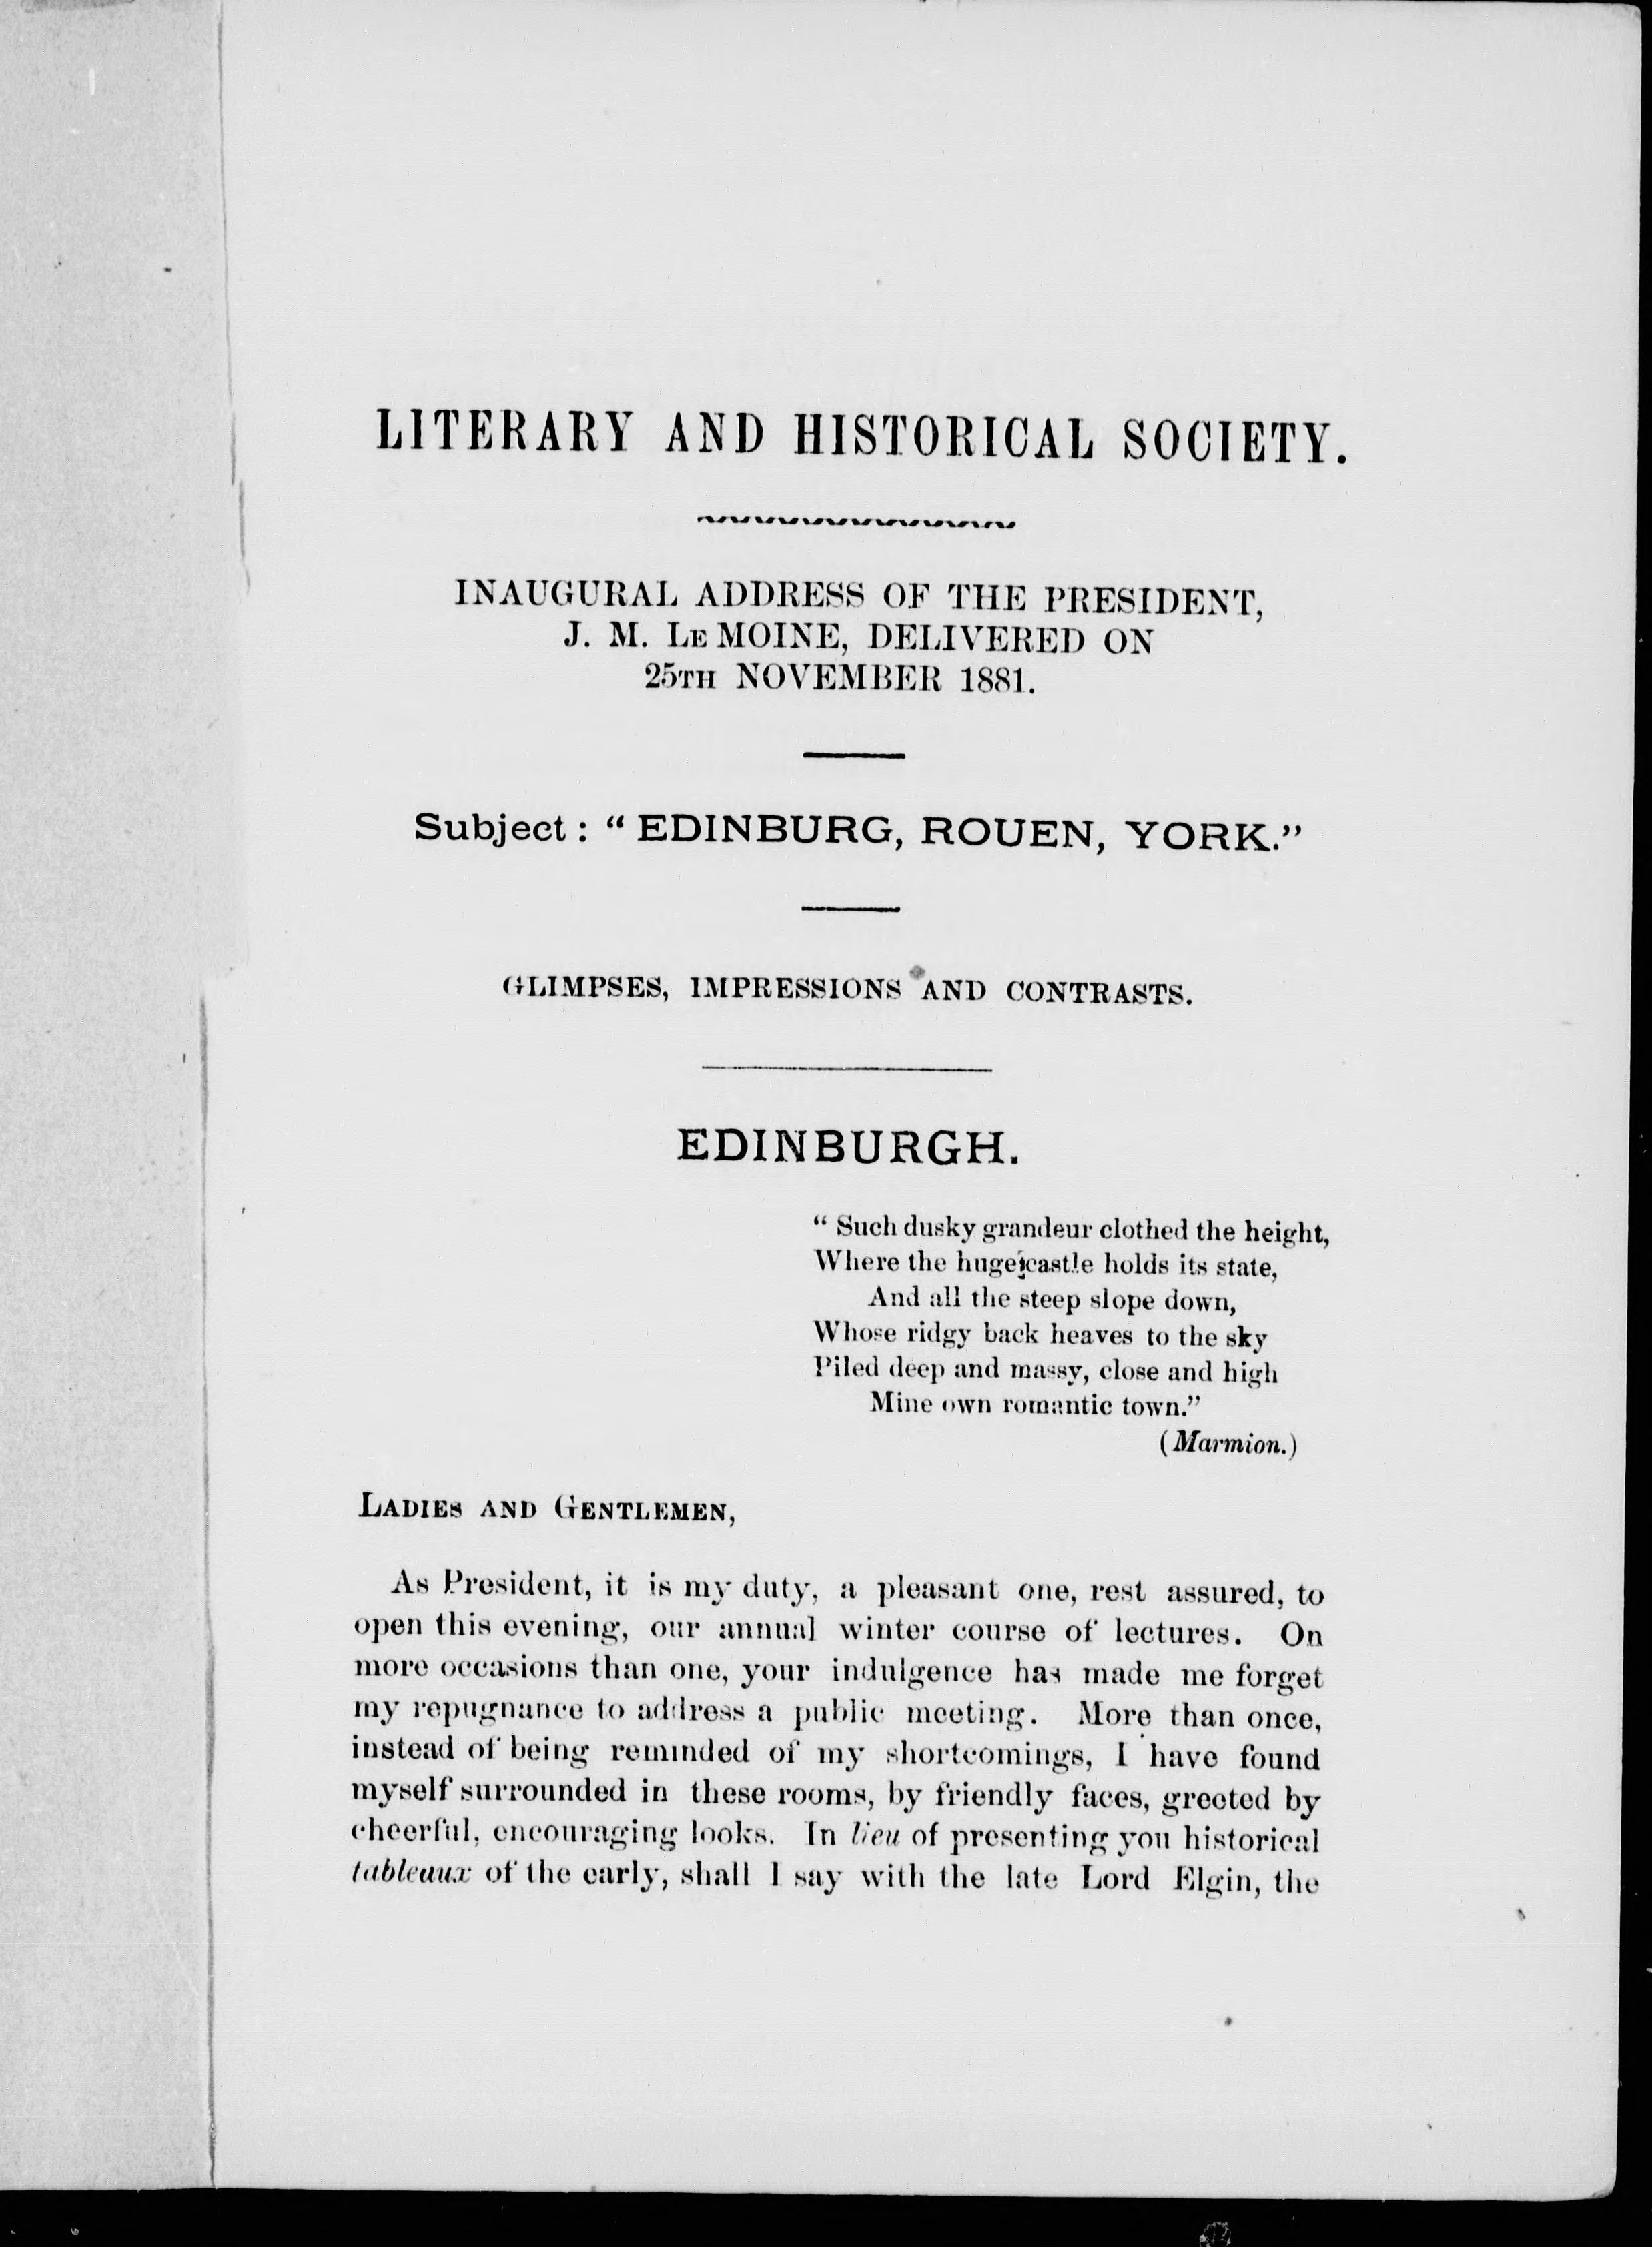 LITERARY AND HISTORICAL SOCIETY.
INAUGURAL ADDRESS OF THE PRESIDENT,
J. M. LE MOINE, DELIVERED ON
25TH NOVEMBER 1881.
Subject : “ EDINBURG, ROUEN, YORK.”
GLIMPSES, IMPRESSIONS AND CONTRASTS.
EDINBURGH.
“ Such dusky grandeur clothed the height,
Where the huge castle holds its state,
And all the steep slope down,
Whose ridgy back heaves to the sky
Piled deep and massy, close and high
Mine own romantic town.”
(Marmion.)
LADIES AND GENTLEMEN,
As President, it is my duty, a pleasant one, rest assured, to
open this evening, our annual winter course of lectures. On
more occasions than one, your indulgence has made me forget
my repugnance to address a public meeting. More than once,
instead of being reminded of my shortcomings, I have found
myself surrounded in these rooms, by friendly faces, greeted by
cheerful, encouraging looks. In lieu of presenting you historical
tableaux of the early, shall I say with the late Lord Elgin, the